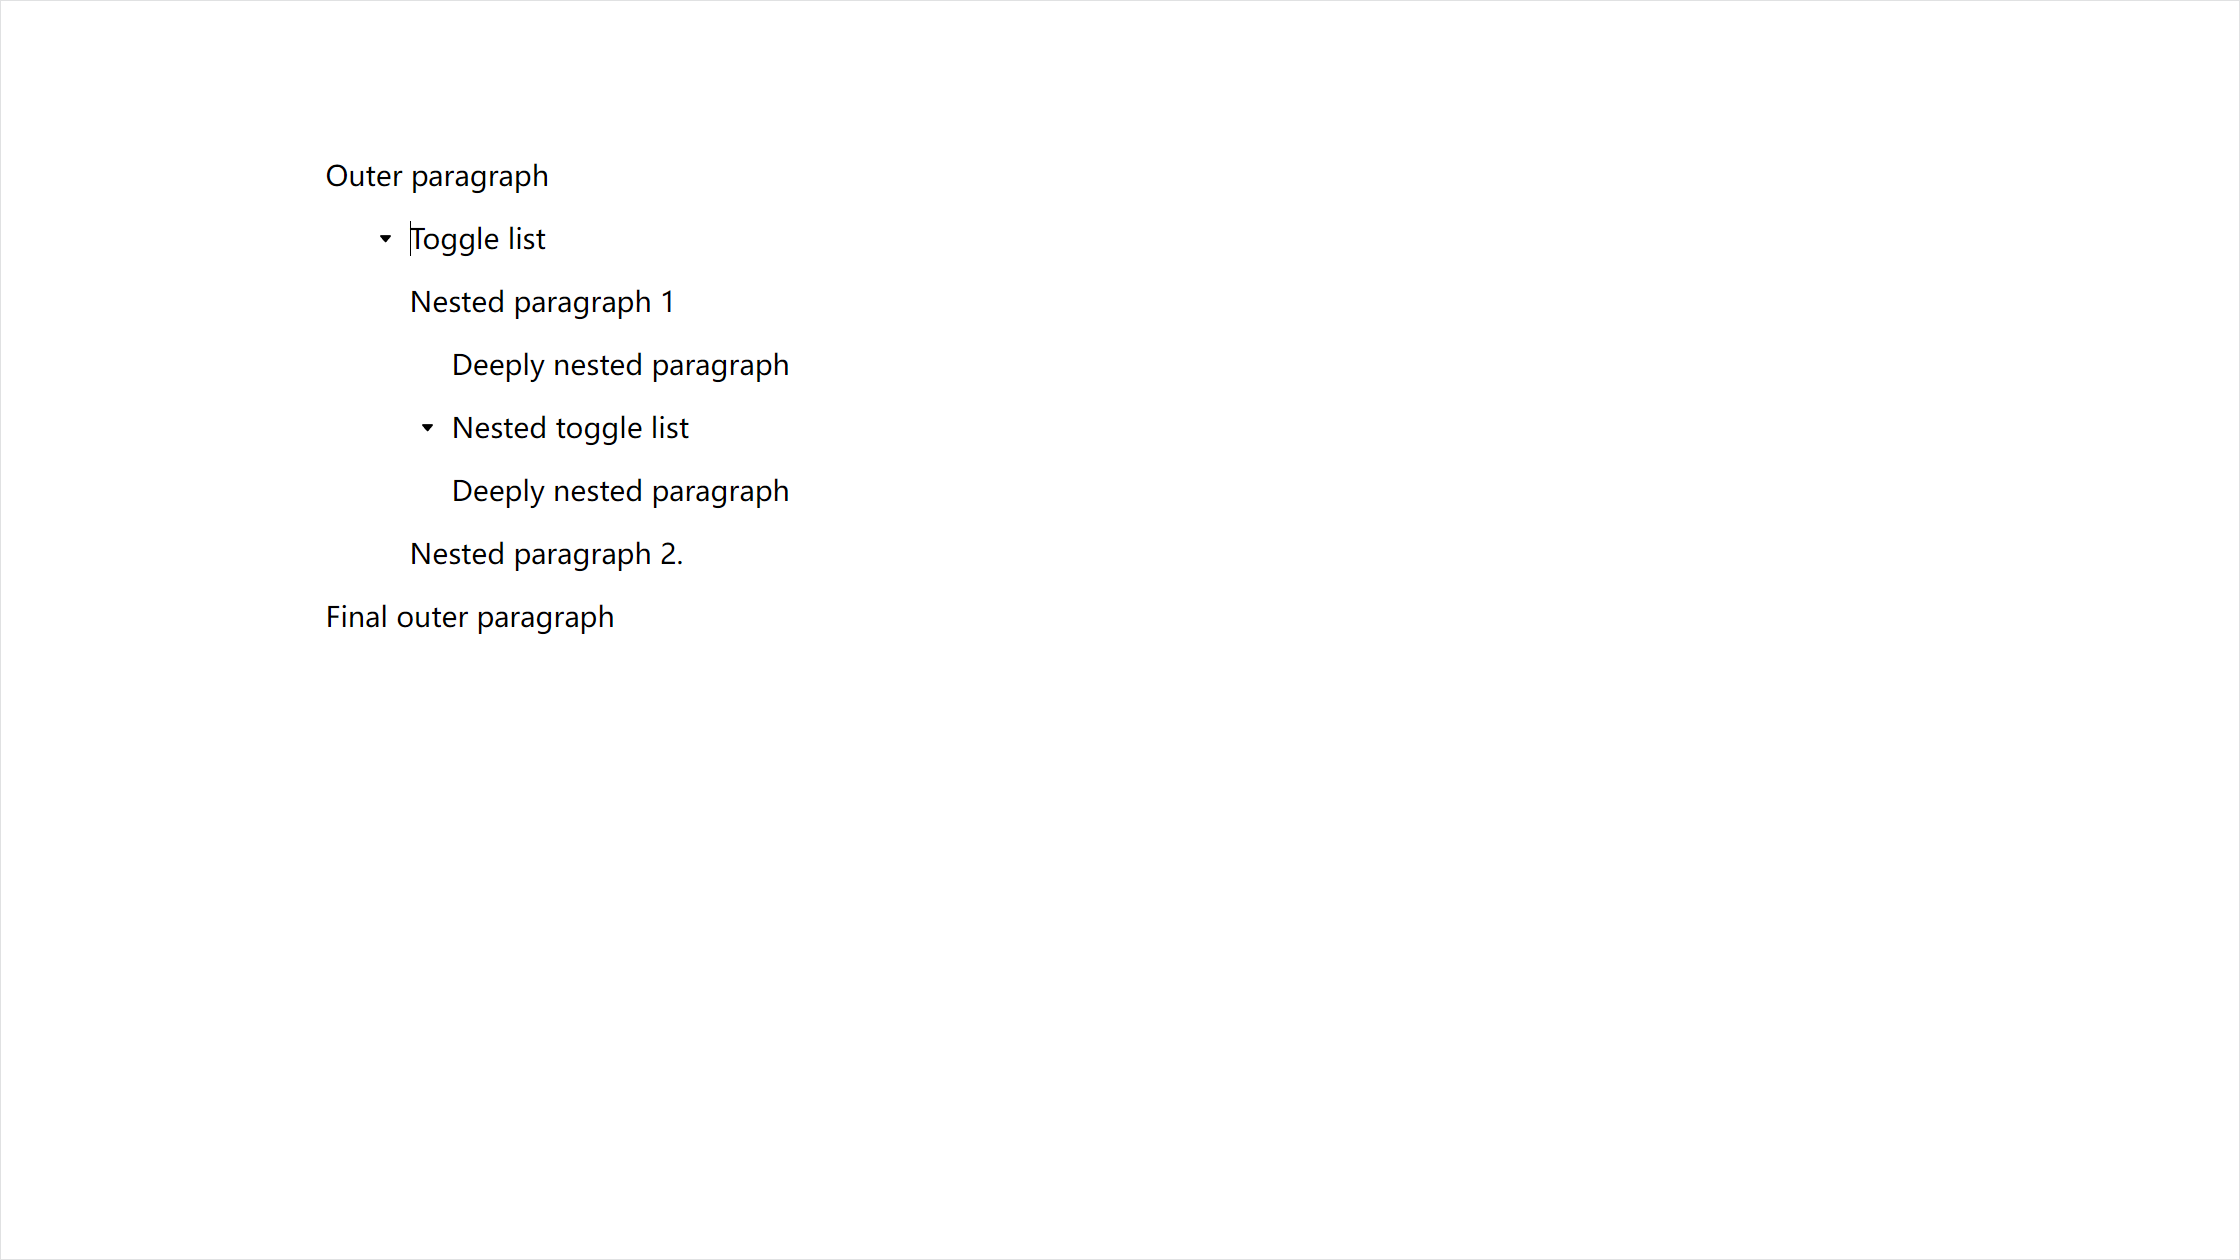 Outer paragraph
Toggle list
Nested paragraph 1
Deeply nested paragraph
Nested toggle list
Deeply nested paragraph
Nested paragraph 2.
Final outer paragraph